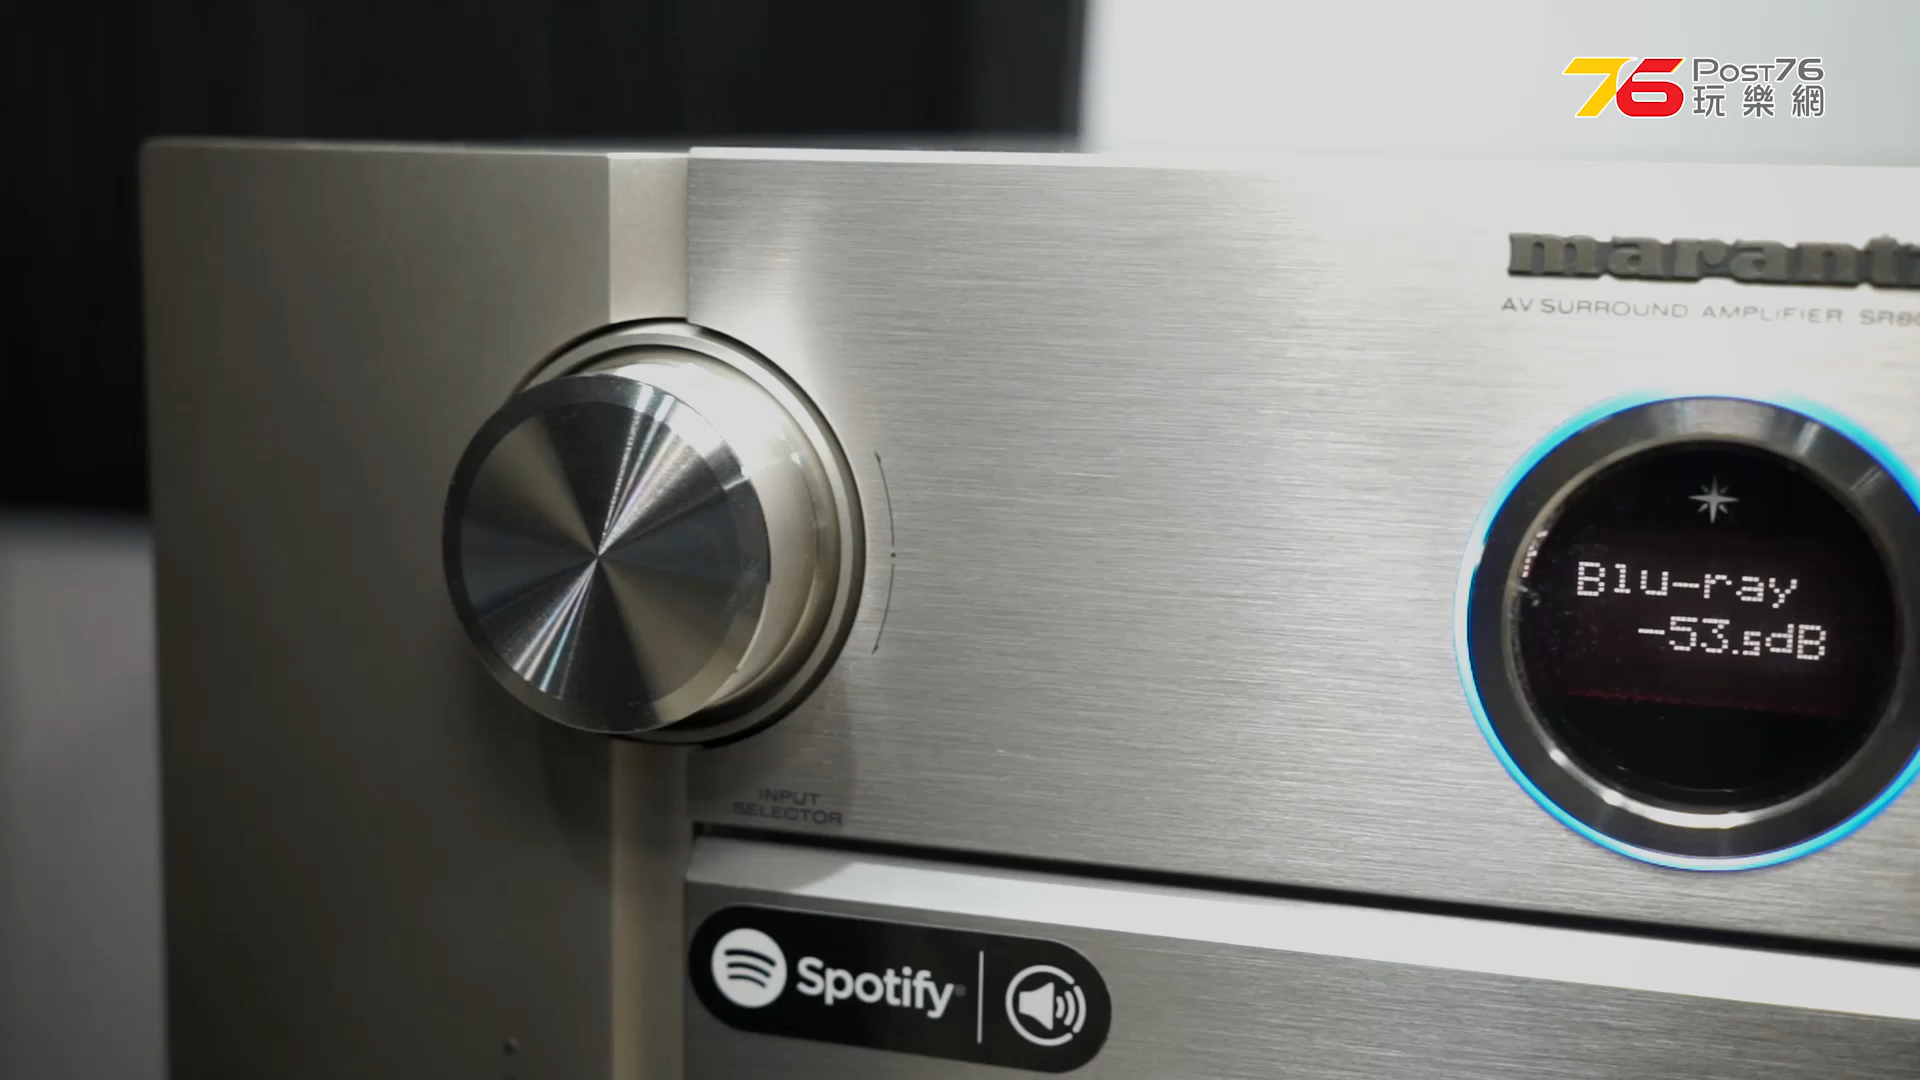 76 Post76
玩樂網
marantz
AV SURROUND AMPLIFIER
Blu-ray
-53.5dB
INPUT
SELECTOR
Spotify